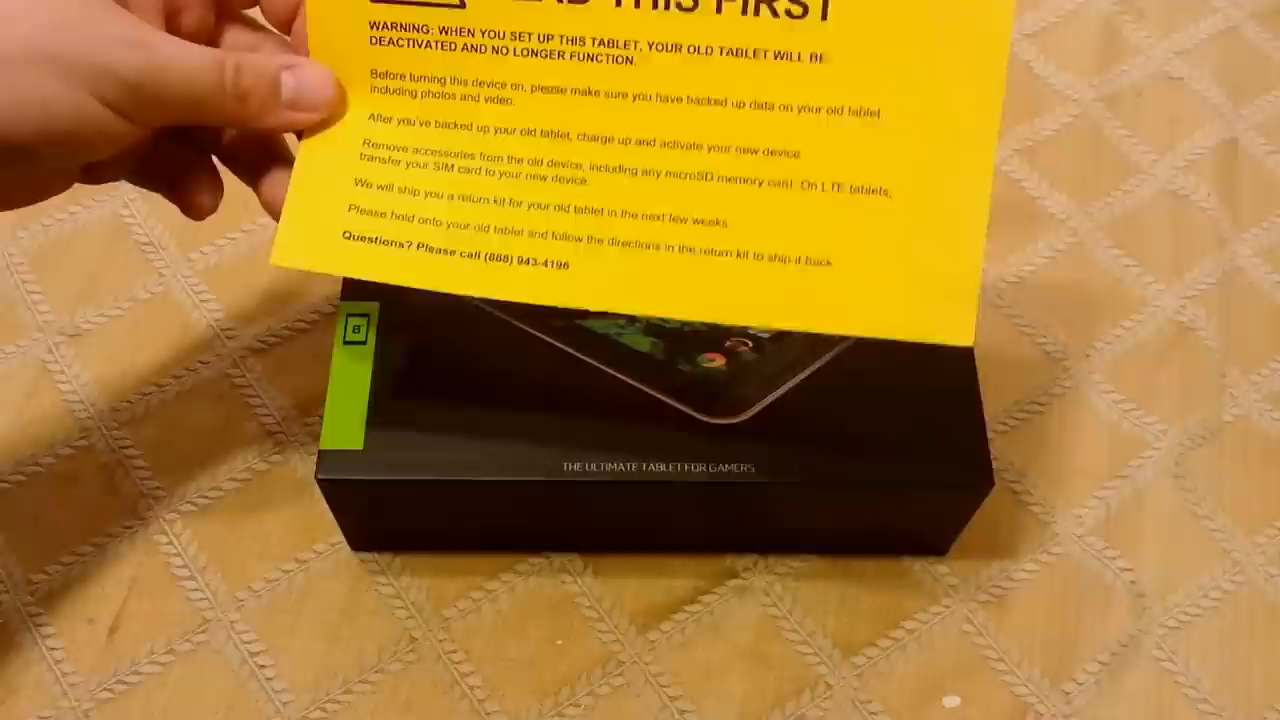 THIS FIRST
WARNING: WHEN YOU SET UP THIS TABLET, YOUR OLD TABLET WILL BE
DEACTIVATED AND NO LONGER FUNCTION.
Before turning this device on, please make sure you have backed up data on your old tablet
including photos and video.
After you've backed up your old tablet, charge up and activate your new device
Remove accessories from the old device, including any microSD memory card. On LTE tablets,
transfer your SIM card to your new device.
We will ship you a return kit for your old tablet in the next few weeks
Please hold onto your old tablet and follow the directions in the return kit to ship it back
Questions? Please call (888) 943-4196
B
THE ULTIMATE TABLET FOR GAMERS